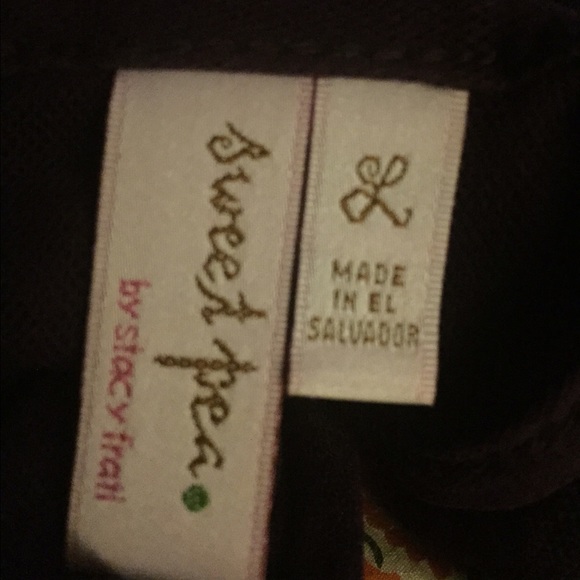 sweet pea
by stacy frati
L
MADE
IN EL
SALVADOR